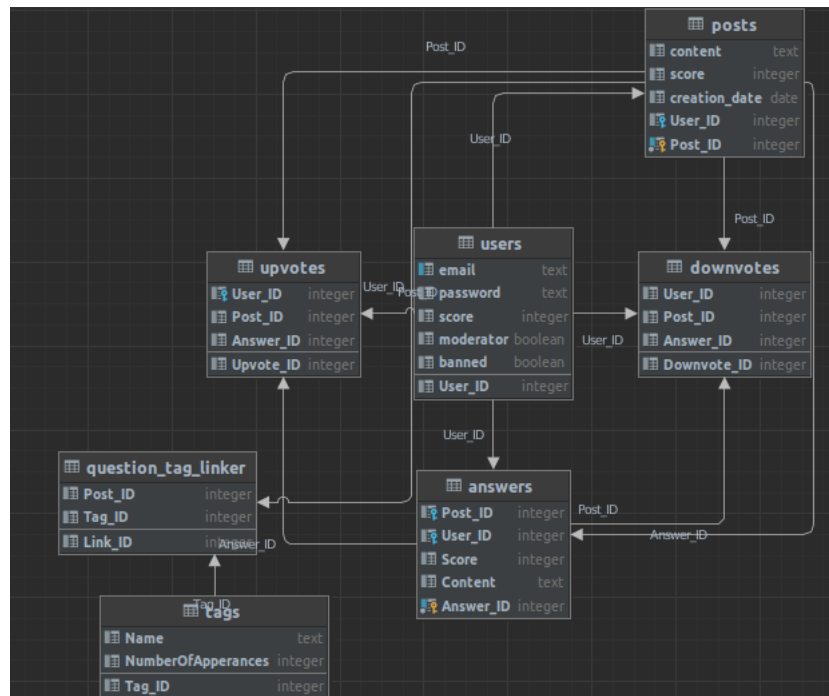 posts
content text
score integer
creation_date date
User_ID integer
Post_ID integer
Post_ID
User_ID
Post_ID
upvotes
User_ID integer
Post_ID integer
Answer_ID integer
Upvote_ID integer
User_ID
Post_ID
users
email text
password text
score integer
moderator boolean
banned boolean
User_ID integer
User_ID
downvotes
User_ID integer
Post_ID integer
Answer_ID integer
Downvote_ID integer
User_ID
question_tag_linker
Post_ID integer
Tag_ID integer
Link_ID integer
Answer_ID
answers
Post_ID integer
User_ID integer
Score integer
Content text
Answer_ID integer
Post_ID
Answer_ID
Tag_ID
tags
Name text
NumberOfApperances integer
Tag_ID integer